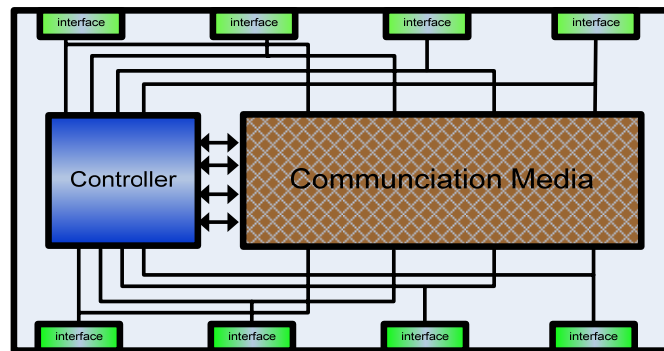 interface
interface
interface
interface
Controller
Communciation Media
interface
interface
interface
interface